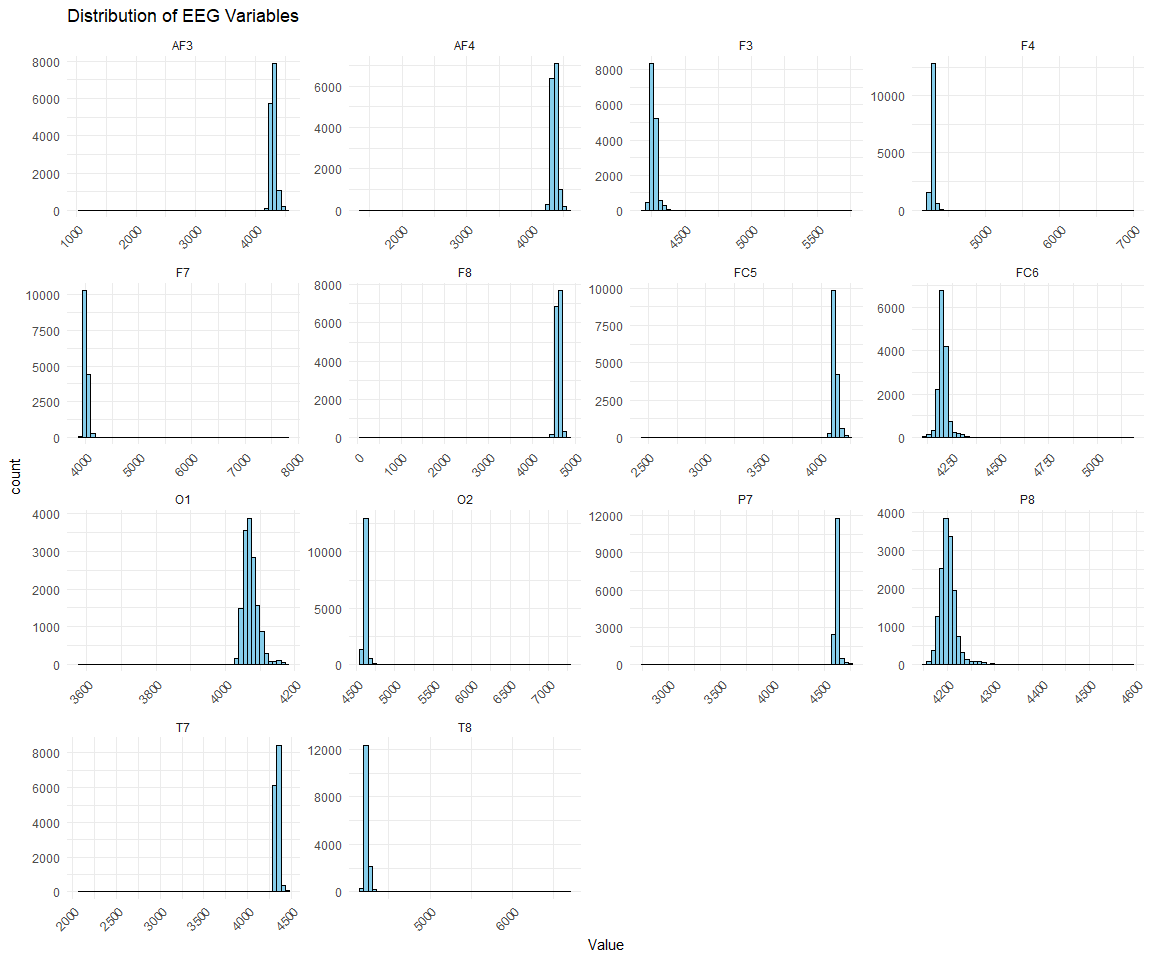 Distribution of EEG Variables
AF3 AF4 F3 F4
8000 6000 4000 2000 0
6000 4000 2000 0
8000 6000 4000 2000 0
10000 5000 0
1000 2000 3000 4000
2000 3000 4000
4500 5000 5500
5000 6000 7000
F7 F8 FC5 FC6
10000 7500 5000 2500 0
8000 6000 4000 2000 0
10000 7500 5000 2500 0
6000 4000 2000 0
4000 5000 6000 7000 8000
0 1000 2000 3000 4000 5000
2500 3000 3500 4000
4250 4500 4750 5000
count
O1 O2 P7 P8
4000 3000 2000 1000 0
10000 5000 0
12000 9000 6000 3000 0
4000 3000 2000 1000 0
3600 3800 4000 4200
4500 5000 5500 6000 6500 7000
3000 3500 4000 4500
4200 4300 4400 4500 4600
T7 T8
8000 6000 4000 2000 0
12000 8000 4000 0
2000 2500 3000 3500 4000 4500
5000 6000
Value